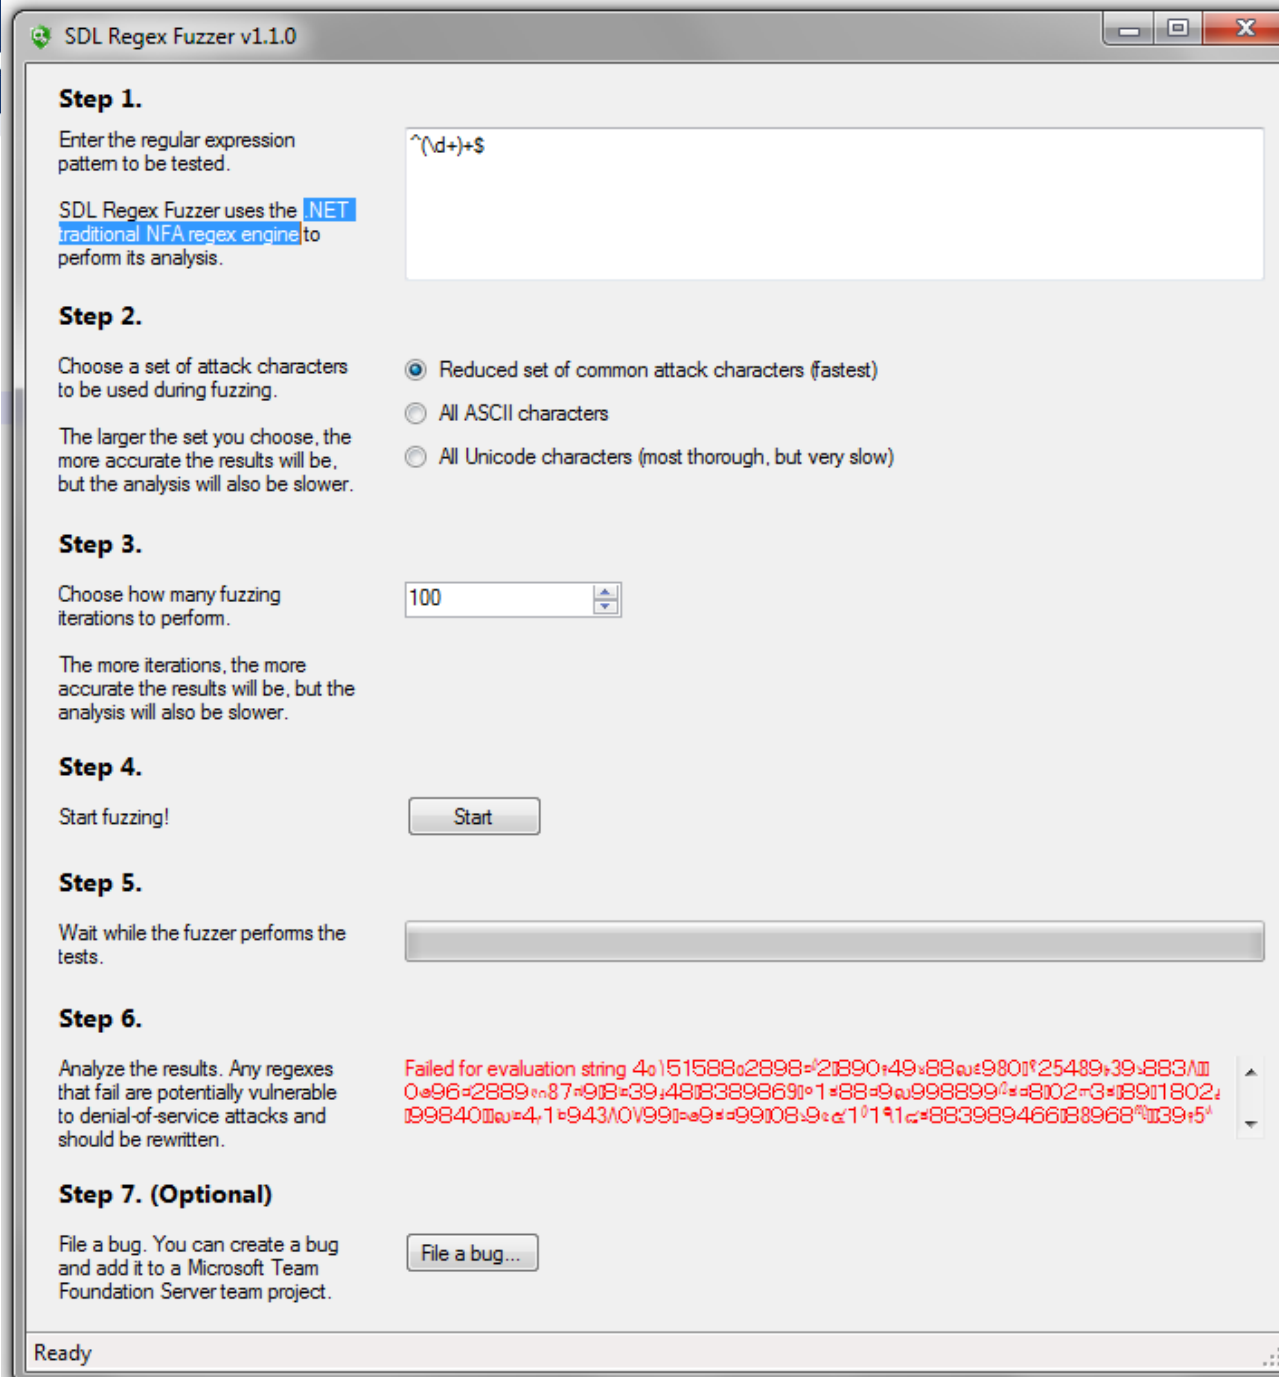 SDL Regex Fuzzer v1.1.0
Step 1.
Enter the regular expression
pattern to be tested.
^(\d+)+$
SDL Regex Fuzzer uses the .NET
traditional NFA regex engine to
perform its analysis.
Step 2.
Choose a set of attack characters
to be used during fuzzing.
The larger the set you choose, the
more accurate the results will be,
but the analysis will also be slower.
Reduced set of common attack characters (fastest)
All ASCII characters
All Unicode characters (most thorough, but very slow)
Step 3.
Choose how many fuzzing
iterations to perform.
100
The more iterations, the more
accurate the results will be, but the
analysis will also be slower.
Step 4.
Start fuzzing!
Start
Step 5.
Wait while the fuzzer performs the
tests.
Step 6.
Analyze the results. Any regexes
that fail are potentially vulnerable
to denial-of-service attacks and
should be rewritten.
Failed for evaluation string
Step 7. (Optional)
File a bug. You can create a bug
and add it to a Microsoft Team
Foundation Server team project.
File a bug...
Ready